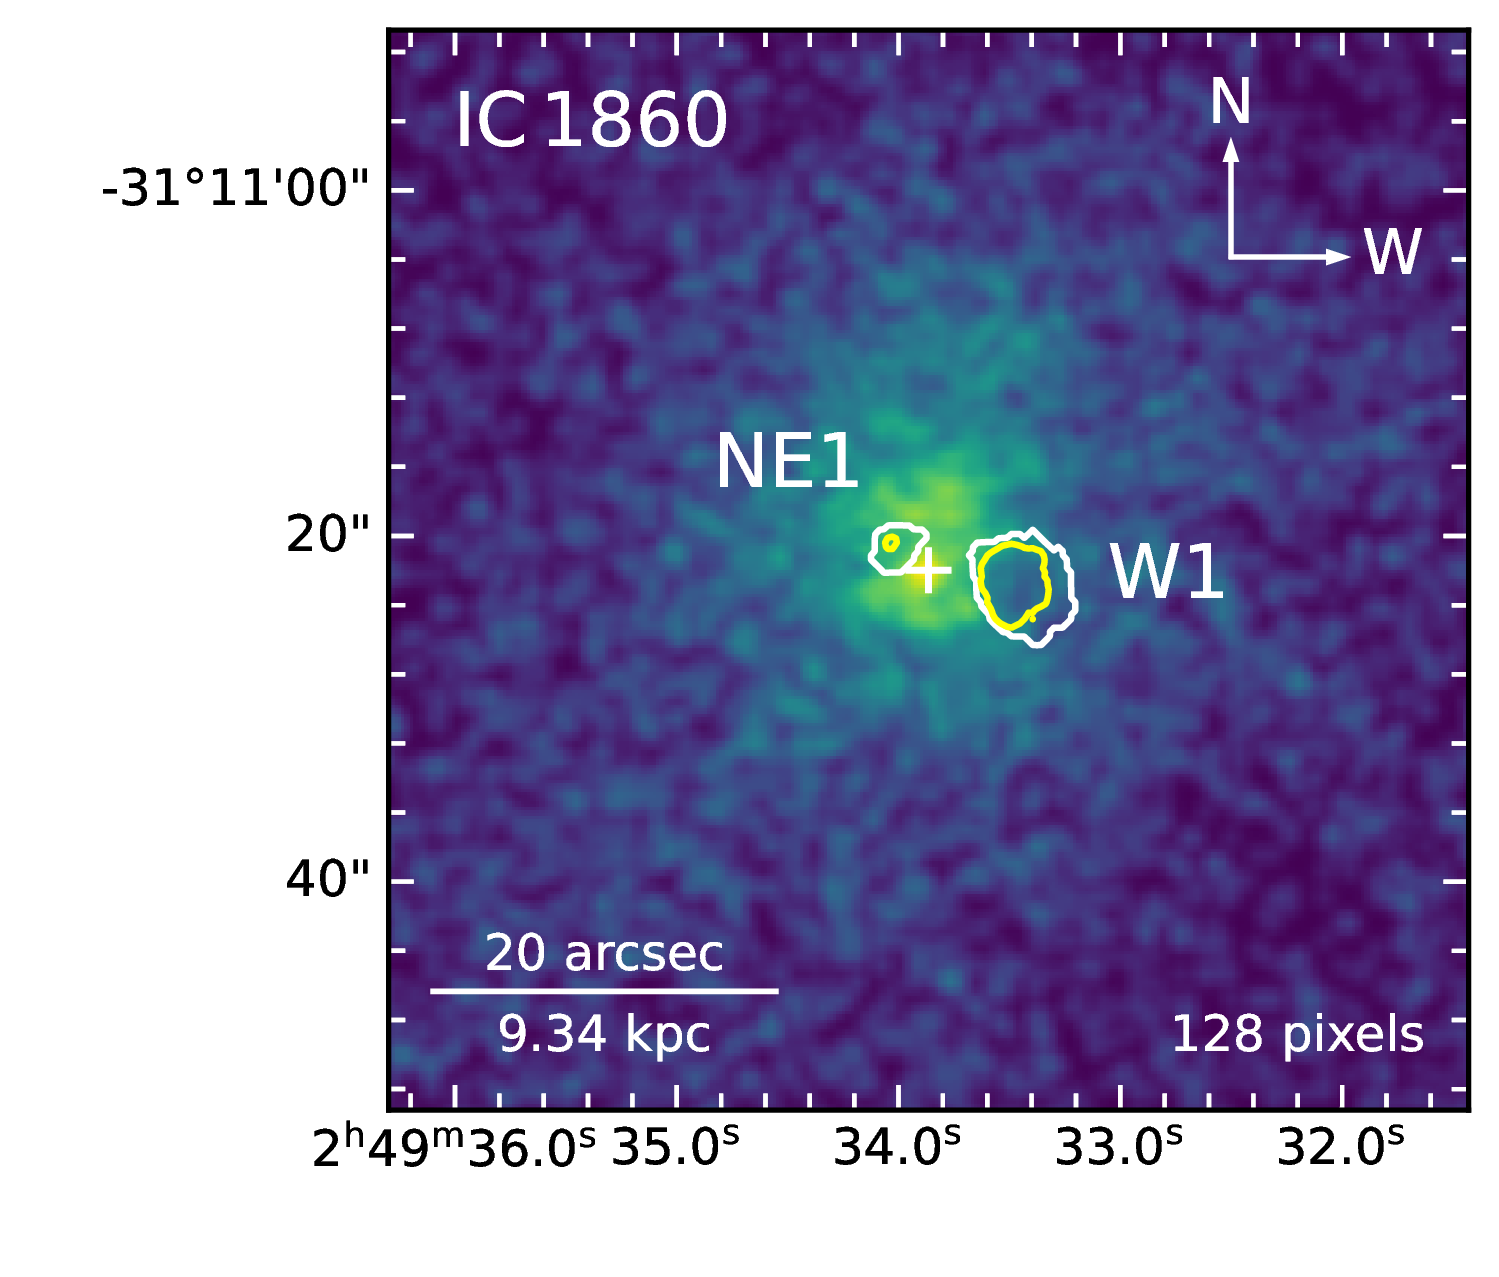 IC 1860
N
W
-31°11'00"
NE1
20"
W1
40"
20 arcsec
9.34 kpc
128 pixels
2ʰ49ᵐ36.0ˢ 35.0ˢ 34.0ˢ 33.0ˢ 32.0ˢ